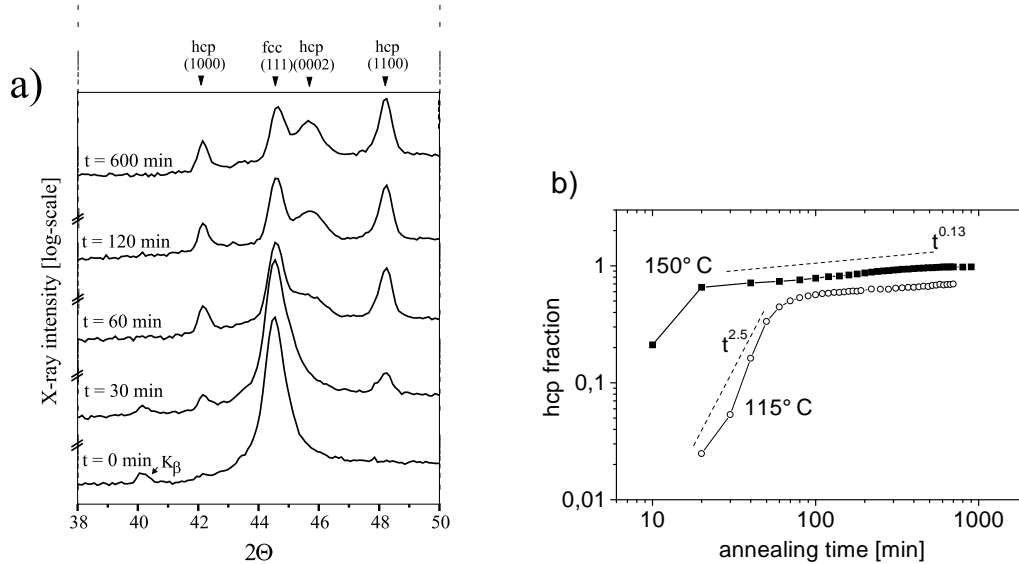 a)
hcp fcc hcp hcp
(1000) (111)(0002) (1100)
t = 600 min
t = 120 min
t = 60 min
t = 30 min
t = 0 min
Kβ
X-ray intensity [log-scale]
38 40 42 44 46 48 50
2Θ
b)
150° C
t^0.13
t^2.5
115° C
1
0,1
0,01
hcp fraction
10 100 1000
annealing time [min]